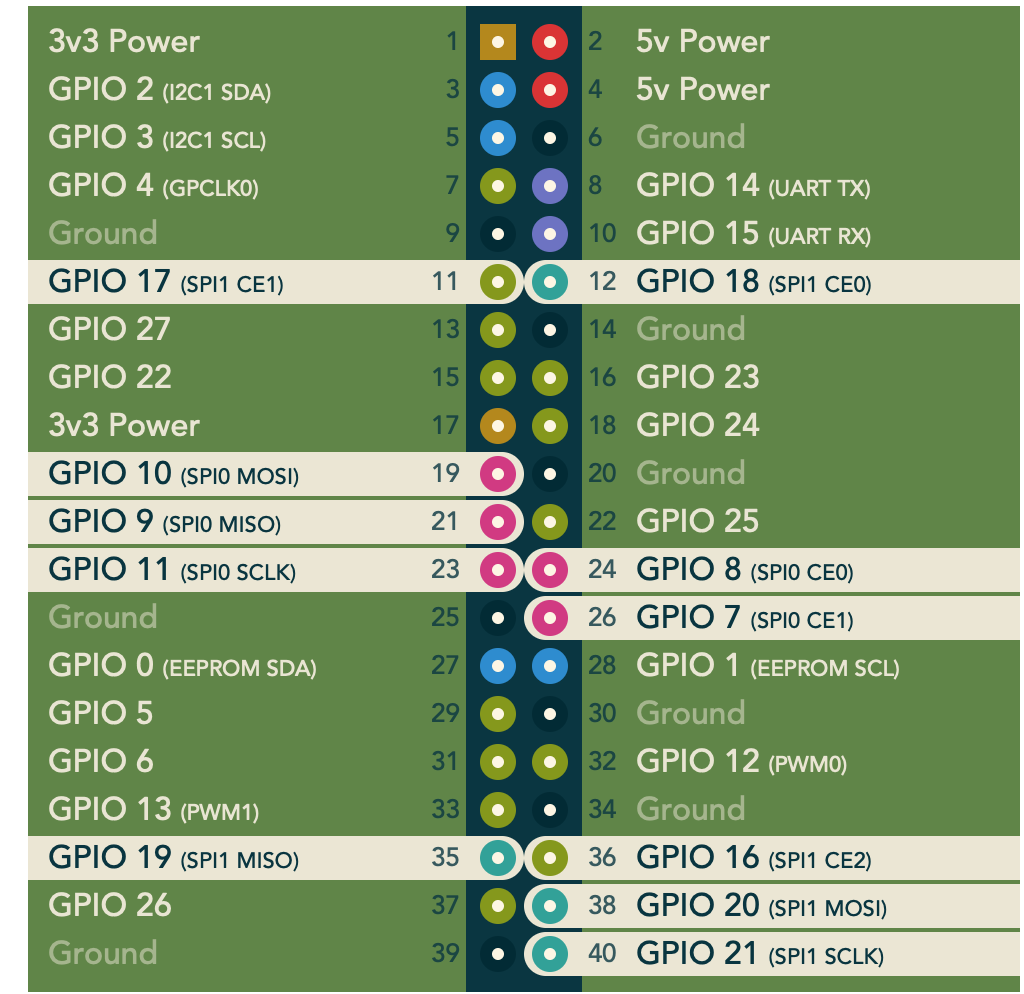 3v3 Power 1 2 5v Power
GPIO 2 (I2C1 SDA) 3 4 5v Power
GPIO 3 (I2C1 SCL) 5 6 Ground
GPIO 4 (GPCLK0) 7 8 GPIO 14 (UART TX)
Ground 9 10 GPIO 15 (UART RX)
GPIO 17 (SPI1 CE1) 11 12 GPIO 18 (SPI1 CE0)
GPIO 27 13 14 Ground
GPIO 22 15 16 GPIO 23
3v3 Power 17 18 GPIO 24
GPIO 10 (SPI0 MOSI) 19 20 Ground
GPIO 9 (SPI0 MISO) 21 22 GPIO 25
GPIO 11 (SPI0 SCLK) 23 24 GPIO 8 (SPI0 CE0)
Ground 25 26 GPIO 7 (SPI0 CE1)
GPIO 0 (EEPROM SDA) 27 28 GPIO 1 (EEPROM SCL)
GPIO 5 29 30 Ground
GPIO 6 31 32 GPIO 12 (PWM0)
GPIO 13 (PWM1) 33 34 Ground
GPIO 19 (SPI1 MISO) 35 36 GPIO 16 (SPI1 CE2)
GPIO 26 37 38 GPIO 20 (SPI1 MOSI)
Ground 39 40 GPIO 21 (SPI1 SCLK)